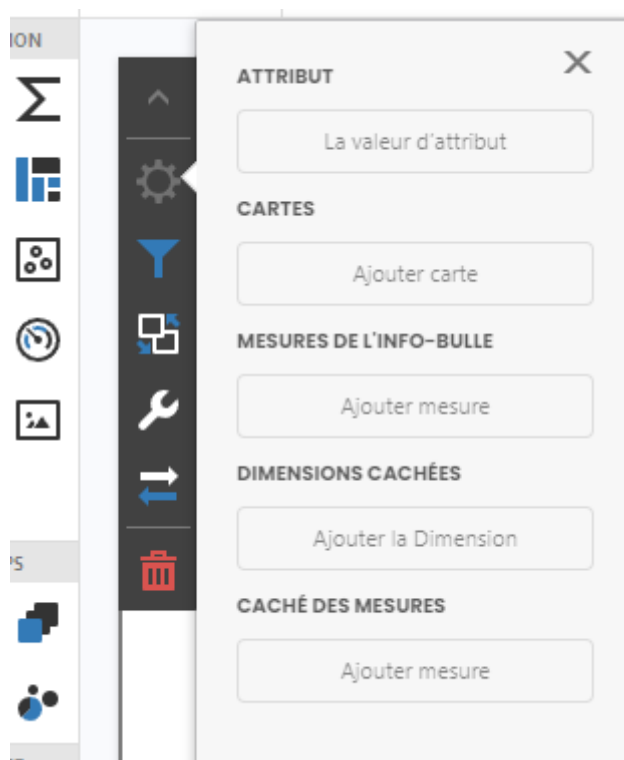 ION
ATTRIBUT
La valeur d'attribut
CARTES
Ajouter carte
MESURES DE L'INFO-BULLE
Ajouter mesure
DIMENSIONS CACHÉES
Ajouter la Dimension
CACHÉ DES MESURES
Ajouter mesure